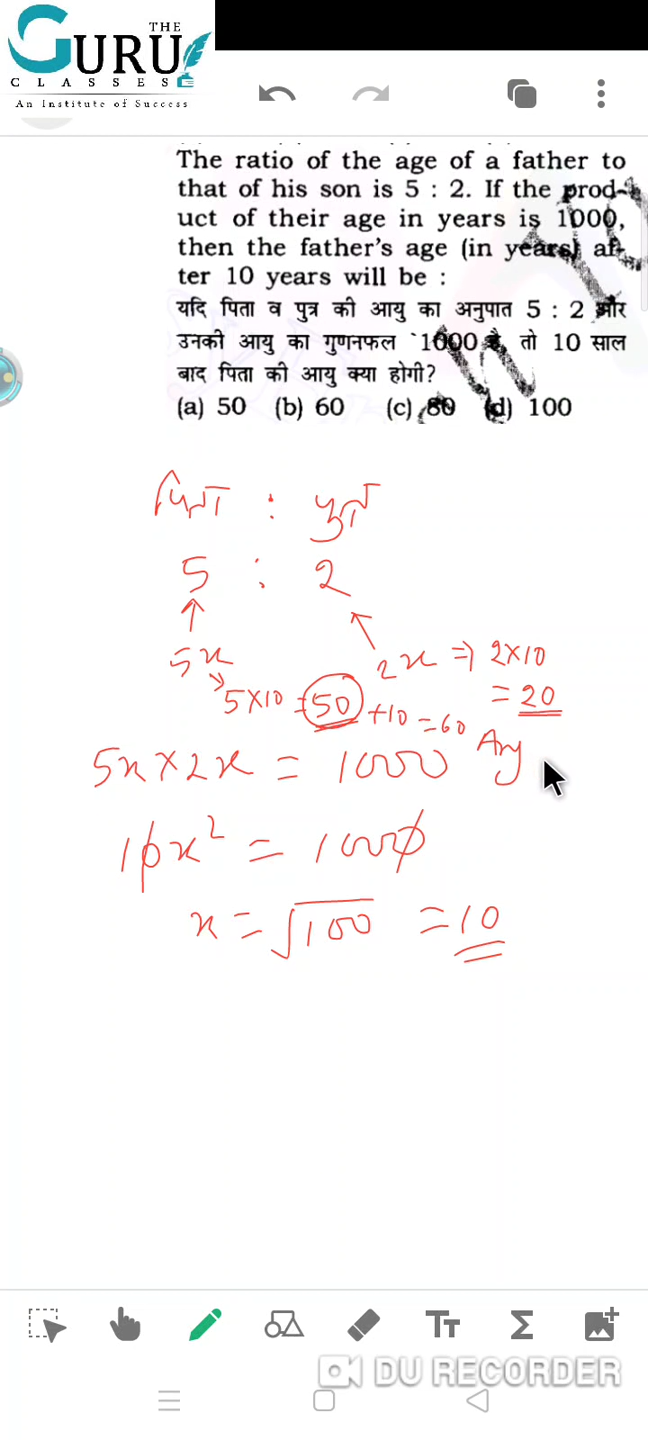 THE
GURU
CLASSES
An Institute of Success
The ratio of the age of a father to
that of his son is 5 : 2. If the prod-
uct of their age in years is 1000,
then the father's age (in years) af-
ter 10 years will be :
यदि पिता व पुत्र की आयु का अनुपात 5 : 2 और
उनकी आयु का गुणनफल 1000 है, तो 10 साल
बाद पिता की आयु क्या होगी?
(a) 50 (b) 60 (c) 80 (d) 100
पिता : पुत्र
5 : 2
5x 2x ⇒ 2×10
5×10 = 50 +10 = 60 = 20
5x × 2x = 1000 Ans
10x² = 1000
x = √100 = 10
Tт
Σ
DU RECORDER